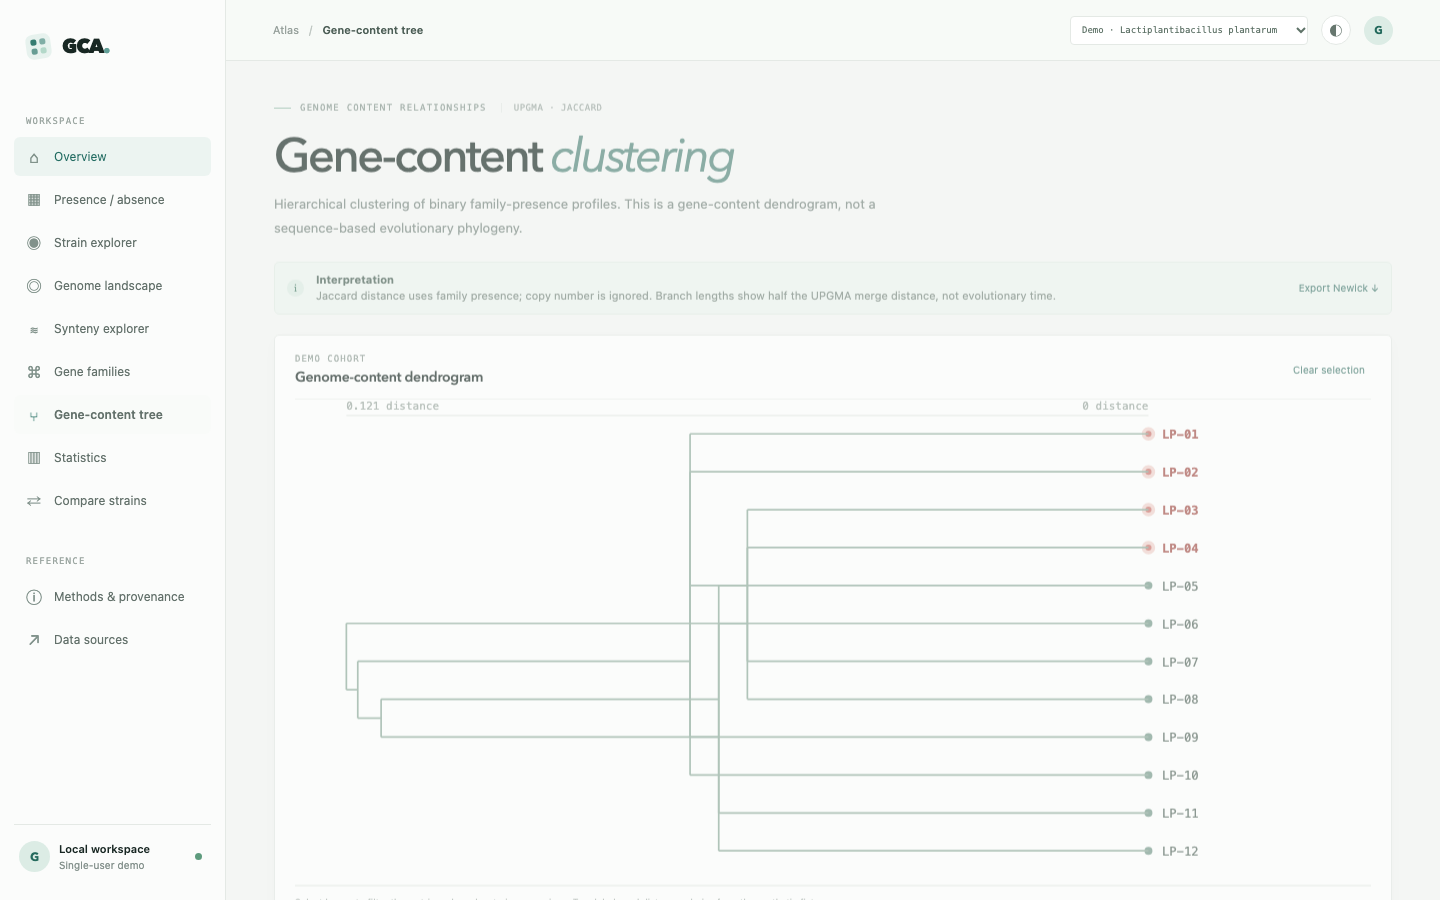 GCA.
Atlas / Gene-content tree
Demo · Lactiplantibacillus plantarum
G
WORKSPACE
Overview
Presence / absence
Strain explorer
Genome landscape
Synteny explorer
Gene families
Gene-content tree
Statistics
Compare strains
REFERENCE
Methods & provenance
Data sources
G
Local workspace
Single-user demo
GENOME CONTENT RELATIONSHIPS
UPGMA · JACCARD
Gene-content clustering
Hierarchical clustering of binary family-presence profiles. This is a gene-content dendrogram, not a
sequence-based evolutionary phylogeny.
Interpretation
Jaccard distance uses family presence; copy number is ignored. Branch lengths show half the UPGMA merge distance, not evolutionary time.
Export Newick ↓
DEMO COHORT
Genome-content dendrogram
Clear selection
0.121 distance
0 distance
LP-01
LP-02
LP-03
LP-04
LP-05
LP-06
LP-07
LP-08
LP-09
LP-10
LP-11
LP-12